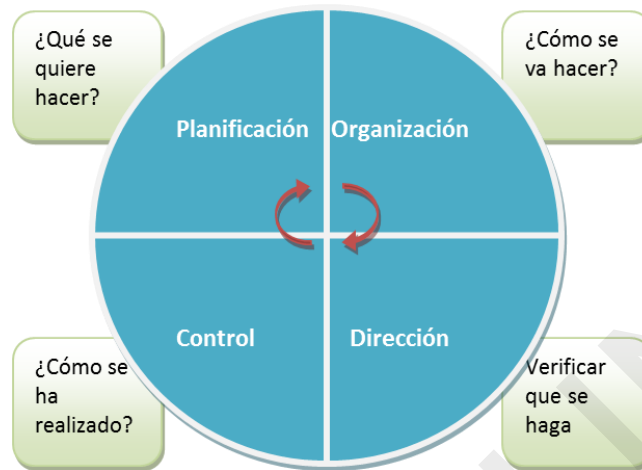 ¿Qué se
quiere
hacer?
¿Cómo se
va hacer?
Planificación
Organización
Control
Dirección
¿Cómo se
ha
realizado?
Verificar
que se
haga